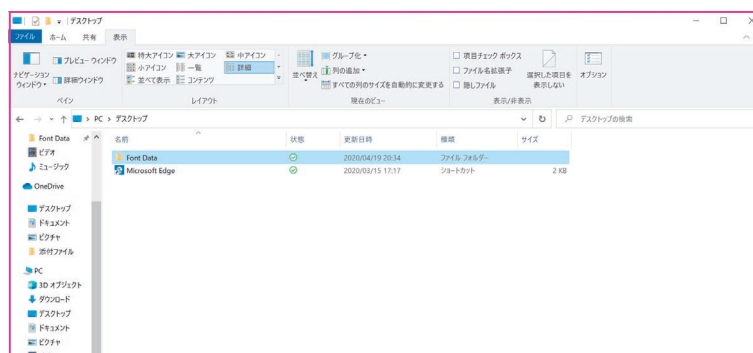 デスクトップ
ファイル ホーム 共有 表示
ナビゲーション ウィンドウ
プレビュー ウィンドウ
詳細ウィンドウ
ペイン
特大アイコン 大アイコン 中アイコン
小アイコン 一覧 詳細
並べて表示 コンテンツ
レイアウト
並べ替え
グループ化
列の追加
すべての列のサイズを自動的に変更する
現在のビュー
項目チェック ボックス
ファイル名拡張子
隠しファイル
選択した項目を
表示しない
表示/非表示
オプション
PC > デスクトップ
デスクトップの検索
名前 状態 更新日時 種類 サイズ
Font Data 2020/04/19 20:34 ファイル フォルダー
Microsoft Edge 2020/03/15 17:17 ショートカット 2 KB
Font Data
ビデオ
ミュージック
OneDrive
デスクトップ
ドキュメント
ピクチャ
添付ファイル
PC
3D オブジェクト
ダウンロード
デスクトップ
ドキュメント
ピクチャ